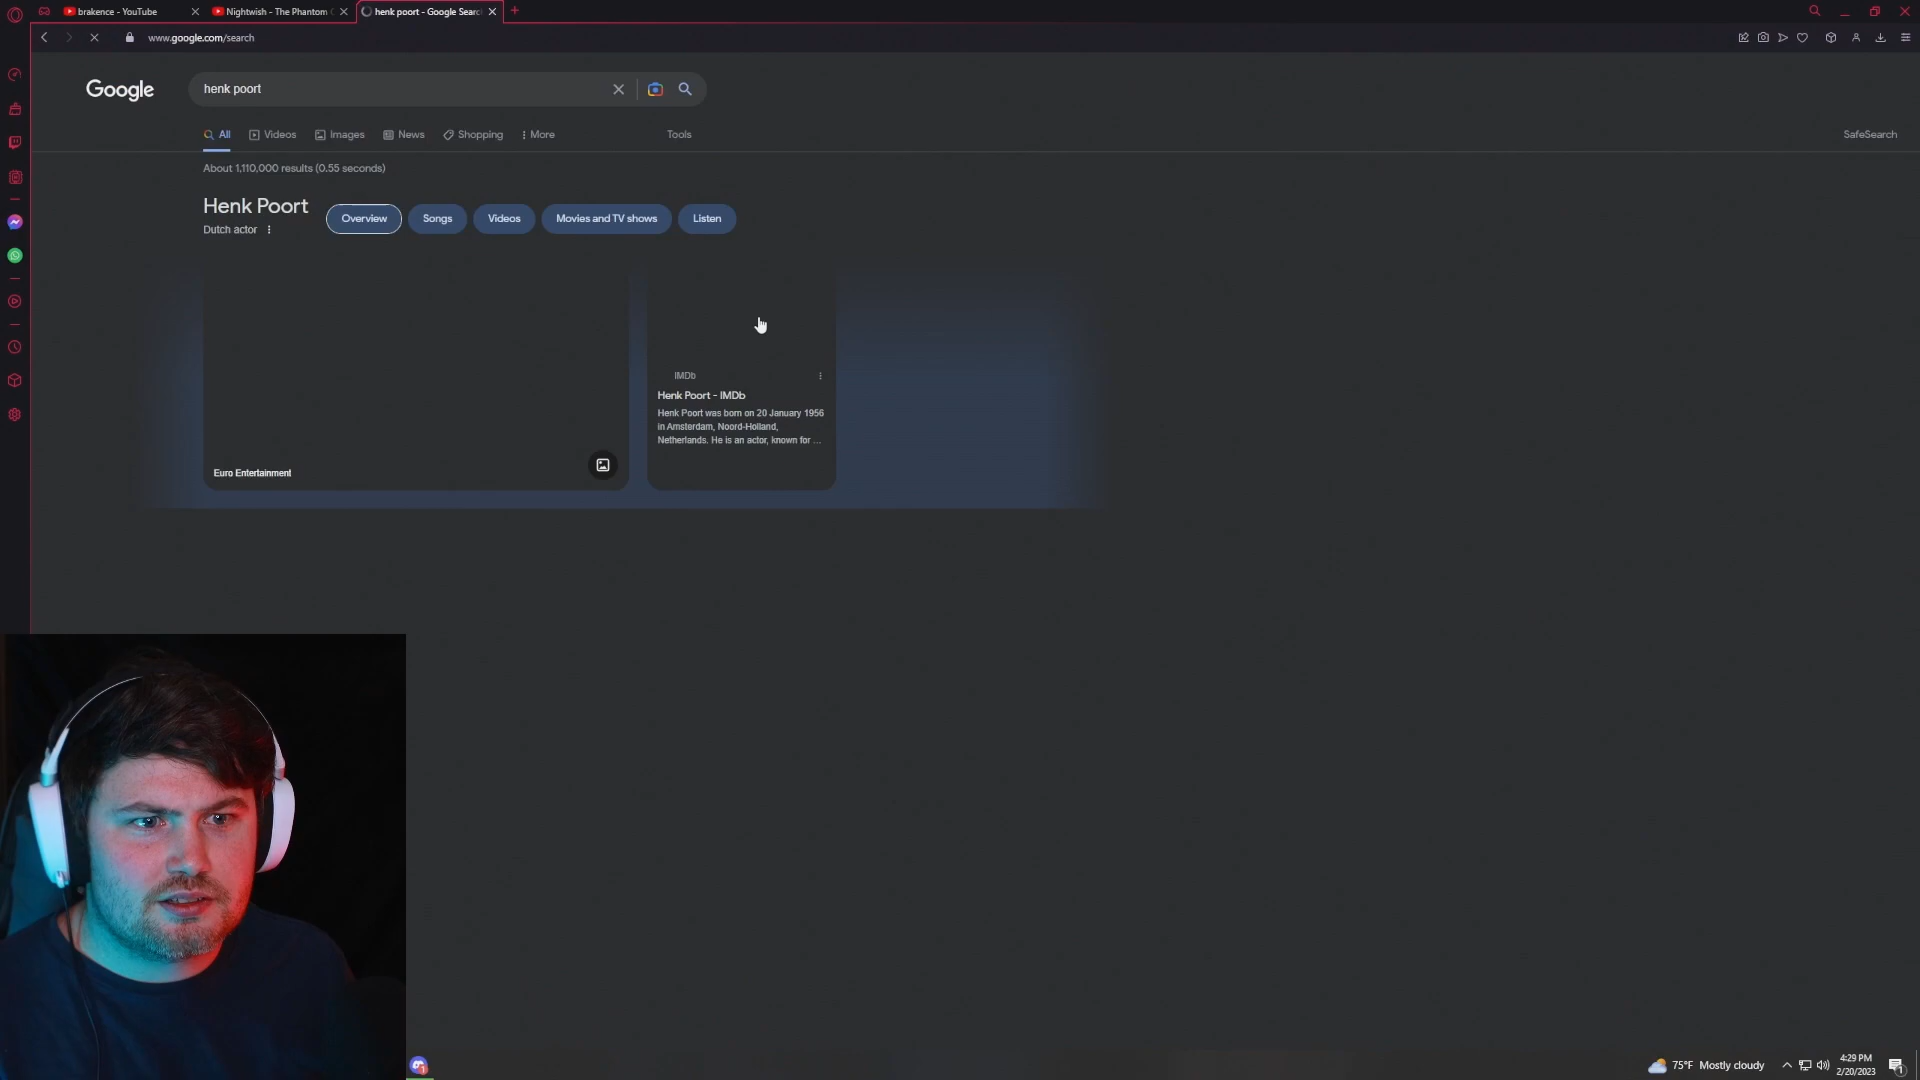 brakence - YouTube
Nightwish - The Phantom
henk poort - Google Search
www.google.com/search
Google
henk poort
All
Videos
Images
News
Shopping
More
Tools
SafeSearch
About 1,110,000 results (0.55 seconds)
Henk Poort
Dutch actor
Overview
Songs
Videos
Movies and TV shows
Listen
IMDb
Henk Poort - IMDb
Henk Poort was born on 20 January 1956
in Amsterdam, Noord-Holland,
Netherlands. He is an actor, known for ...
Euro Entertainment
75°F Mostly cloudy
4:29 PM
2/20/2023
1
1